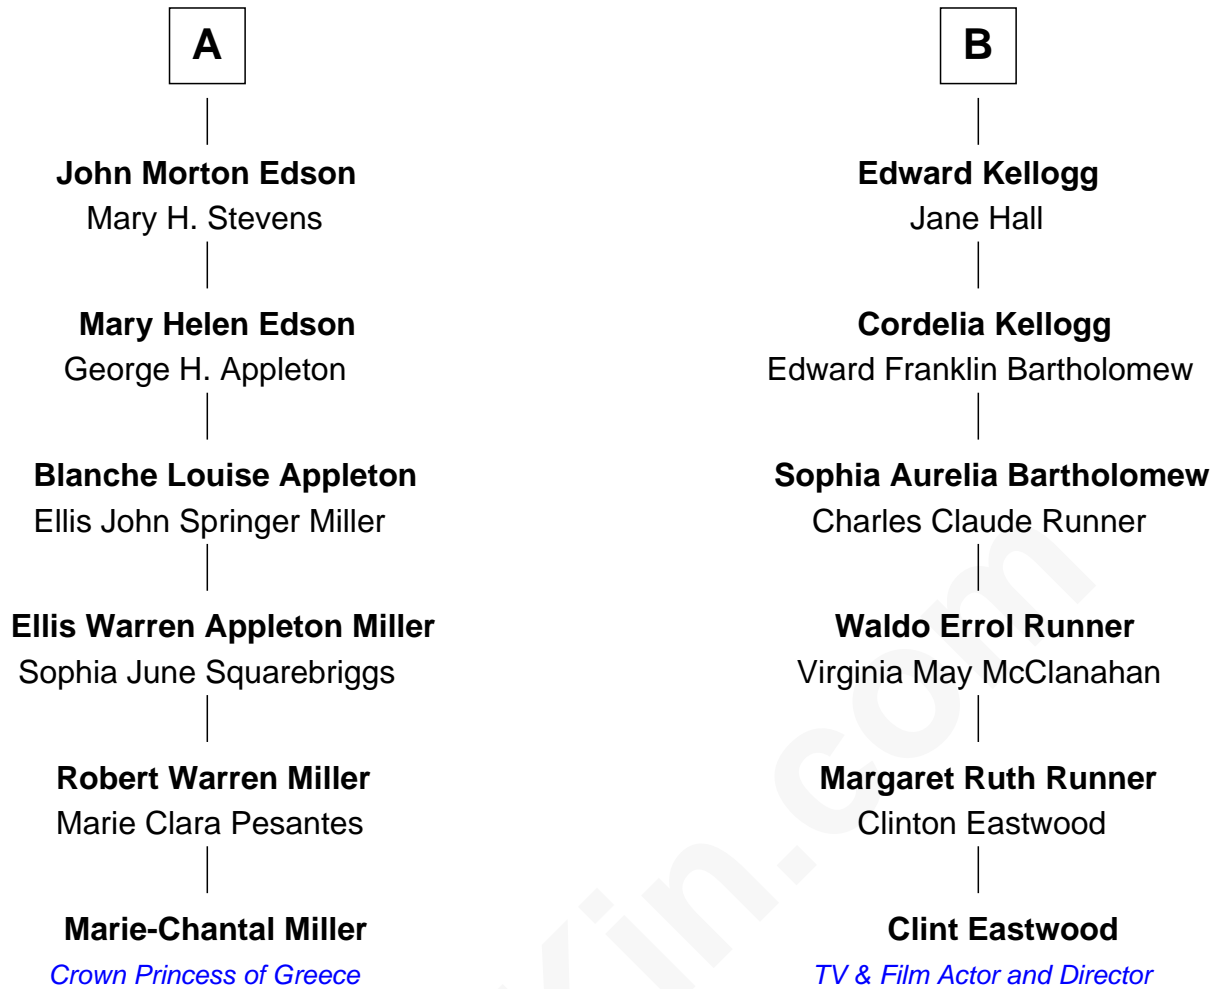 A
John Morton Edson
Mary H. Stevens
Mary Helen Edson
George H. Appleton
Blanche Louise Appleton
Ellis John Springer Miller
Ellis Warren Appleton Miller
Sophia June Squarebriggs
Robert Warren Miller
Marie Clara Pesantes
Marie-Chantal Miller
Crown Princess of Greece
B
Edward Kellogg
Jane Hall
Cordelia Kellogg
Edward Franklin Bartholomew
Sophia Aurelia Bartholomew
Charles Claude Runner
Waldo Errol Runner
Virginia May McClanahan
Margaret Ruth Runner
Clinton Eastwood
Clint Eastwood
TV & Film Actor and Director
Kin.com